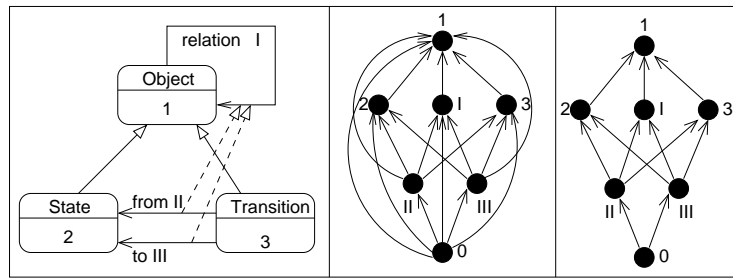 relation I
Object
1
State
2
from II
to III
Transition
3
1
2
I
3
II
III
0
1
2
I
3
II
III
0